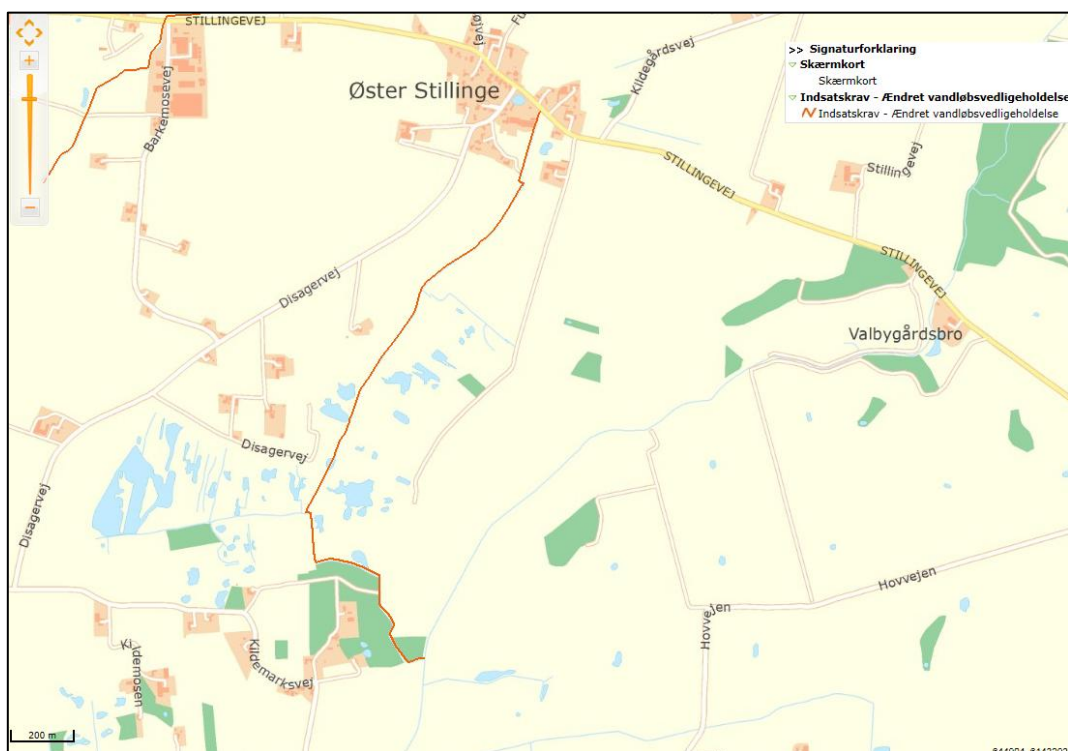 STILLINGEVEJ
Barkemosevej
Øster Stillinge
Kildegårdsvej
>> Signaturforklaring
Skærmkort
Skærmkort
Indsatskrav - Ændret vandløbsvedligeholdelse
Indsatskrav - Ændret vandløbsvedligeholdelse
STILLINGEVEJ
Stillingevej
STILLINGEVEJ
Valbygårdsbro
Disagervej
Disagervej
Disagervej
Hovvejen
Hovvejen
Kildemosen
Kildemarksvej
200 m